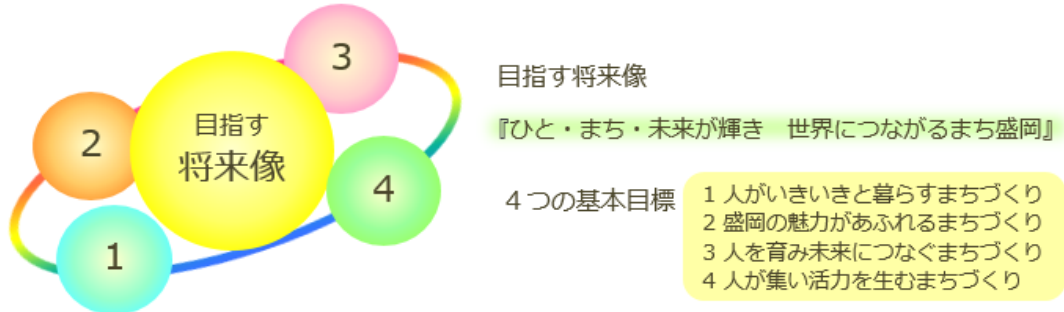 3
2
目指す
将来像
4
1
目指す将来像
『ひと・まち・未来が輝き　世界につながるまち盛岡』
4つの基本目標
1 人がいきいきと暮らすまちづくり
2 盛岡の魅力があふれるまちづくり
3 人を育み未来につなぐまちづくり
4 人が集い活力を生むまちづくり